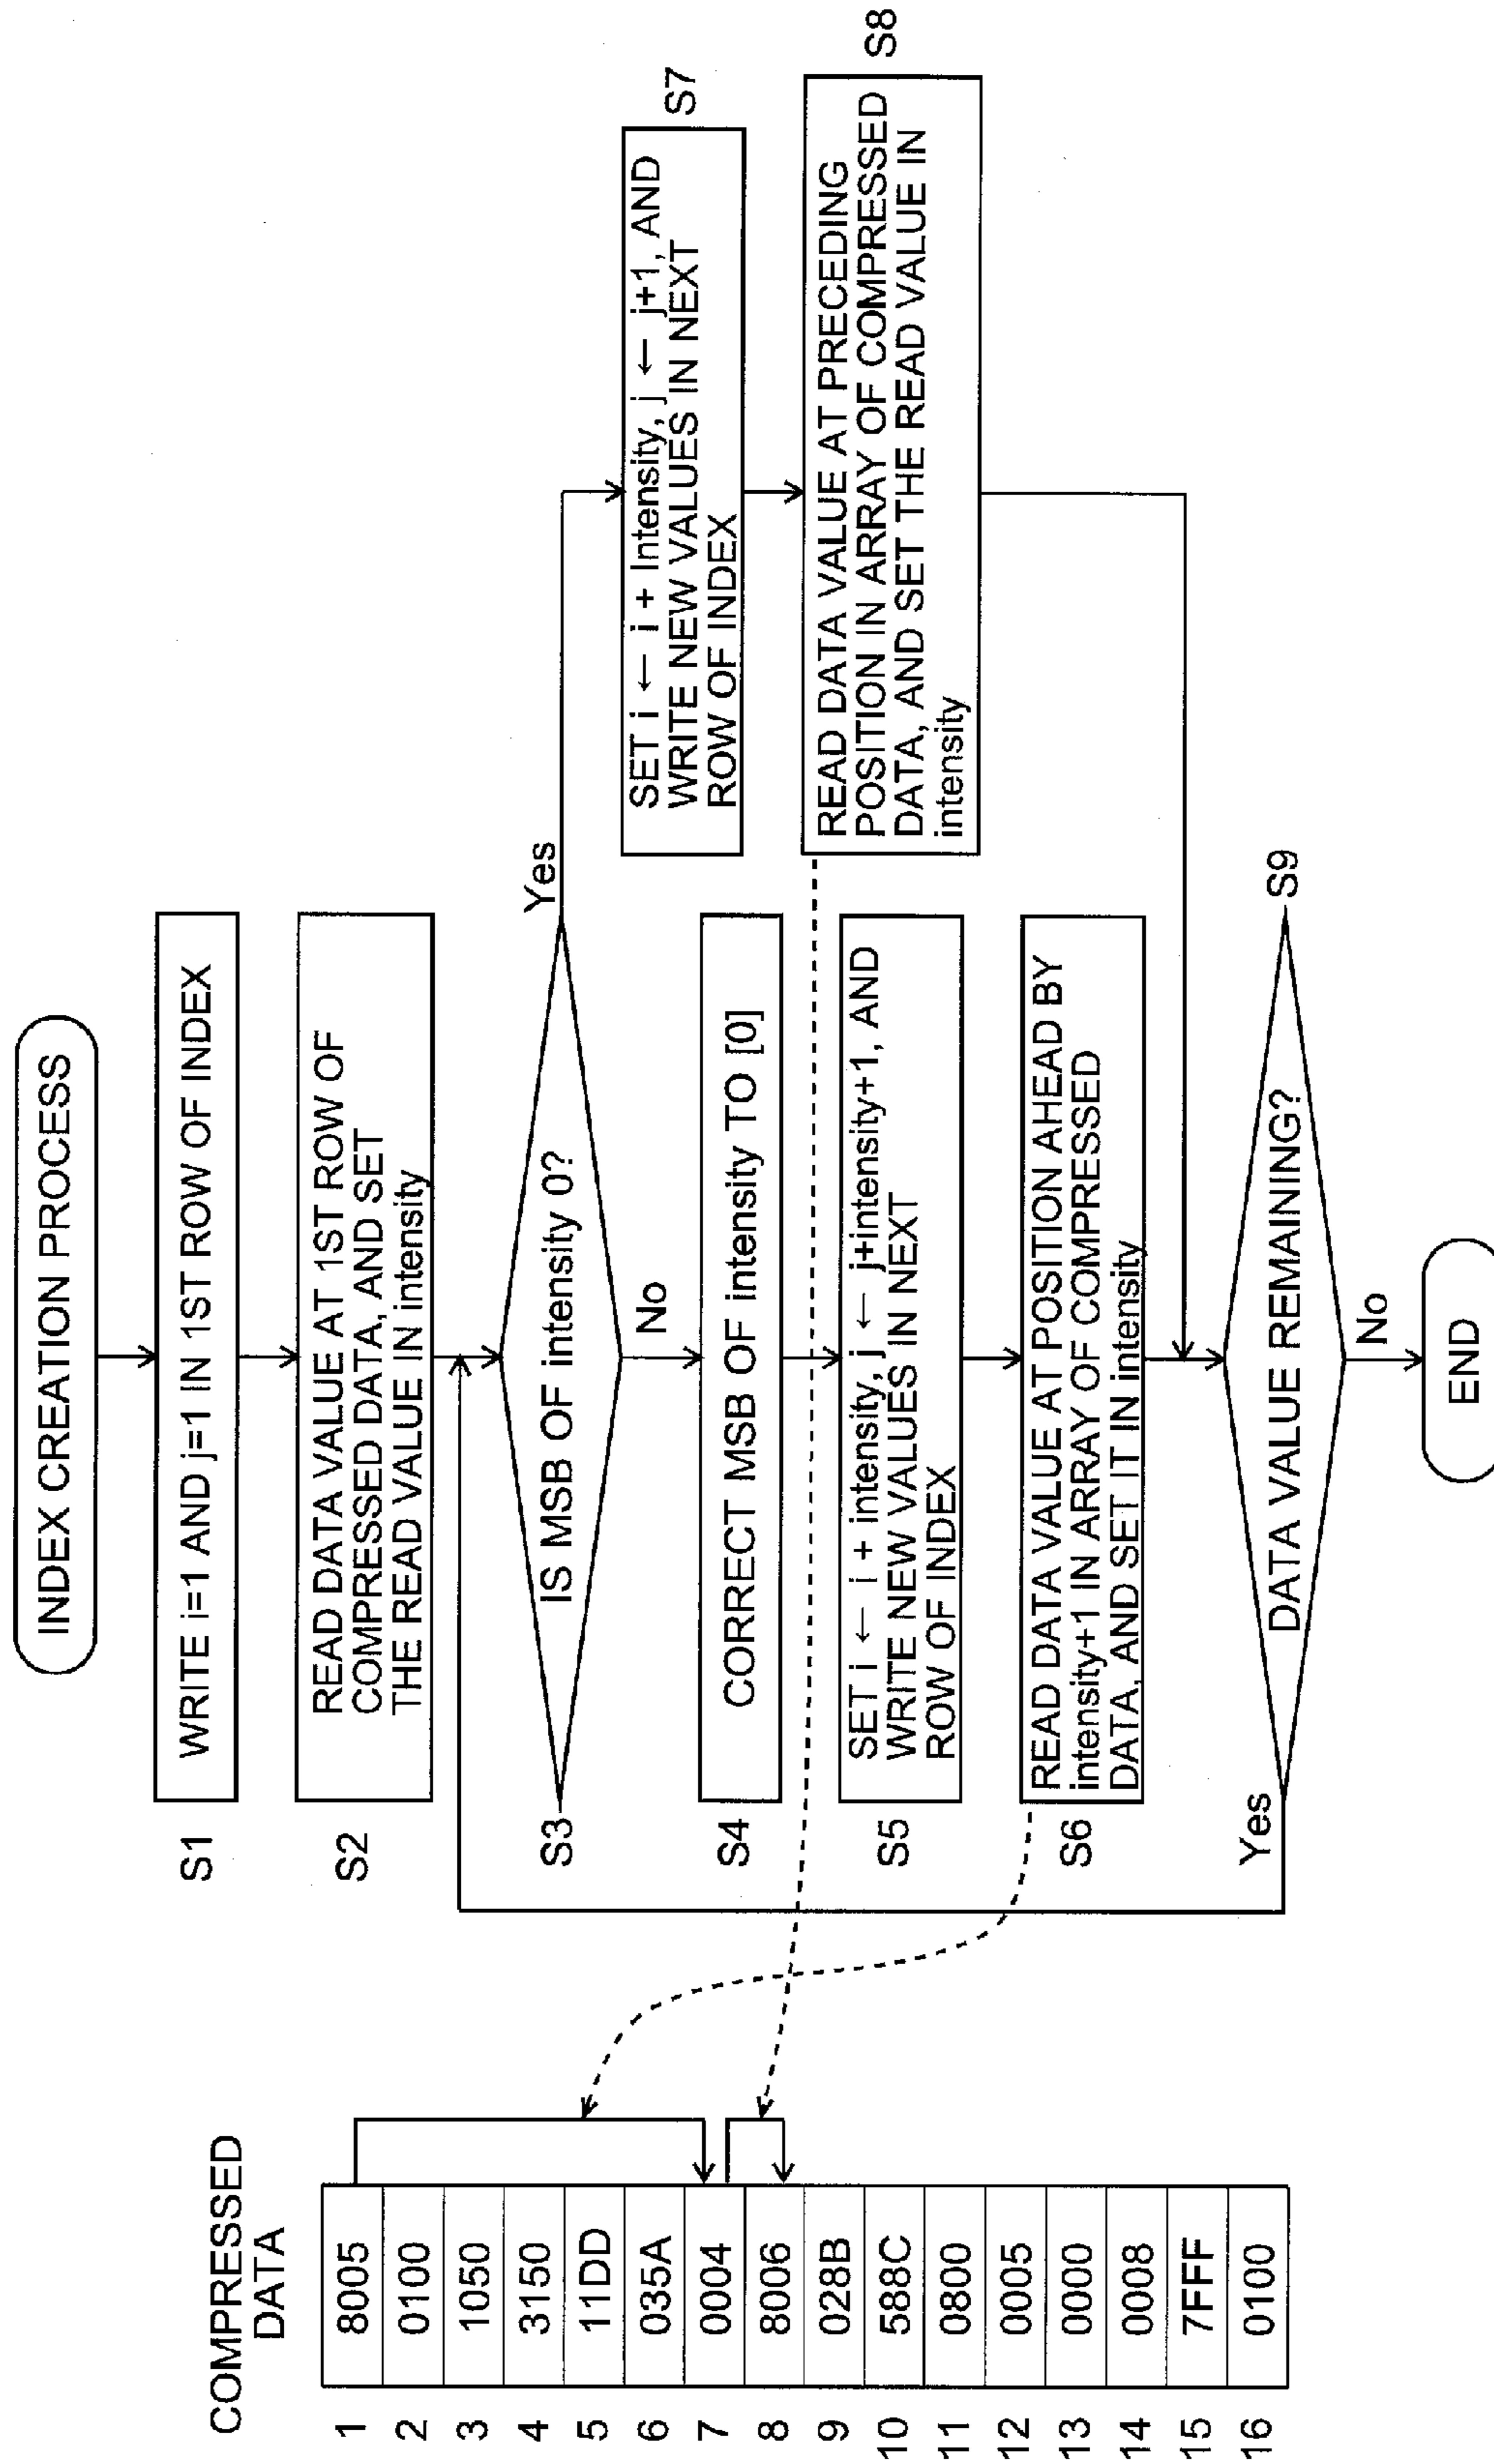 INDEX CREATION PROCESS
S1
WRITE i=1 AND j=1 IN 1ST ROW OF INDEX
S2
READ DATA VALUE AT 1ST ROW OF
COMPRESSED DATA, AND SET
THE READ VALUE IN intensity
S3
IS MSB OF intensity 0?
Yes
No
S4
CORRECT MSB OF intensity TO [0]
S5
SET i ← i + intensity, j ← j+intensity+1, AND
WRITE NEW VALUES IN NEXT
ROW OF INDEX
S6
READ DATA VALUE AT POSITION AHEAD BY
intensity+1 IN ARRAY OF COMPRESSED
DATA, AND SET IT IN intensity
S7
SET i ← i + Intensity, j ← j+1, AND
WRITE NEW VALUES IN NEXT
ROW OF INDEX
S8
READ DATA VALUE AT PRECEDING
POSITION IN ARRAY OF COMPRESSED
DATA, AND SET THE READ VALUE IN
intensity
S9
DATA VALUE REMAINING?
Yes
No
END
COMPRESSED
DATA
1 8005
2 0100
3 1050
4 3150
5 11DD
6 035A
7 0004
8 8006
9 028B
10 588C
11 0800
12 0005
13 0000
14 0008
15 7FFF
16 0100